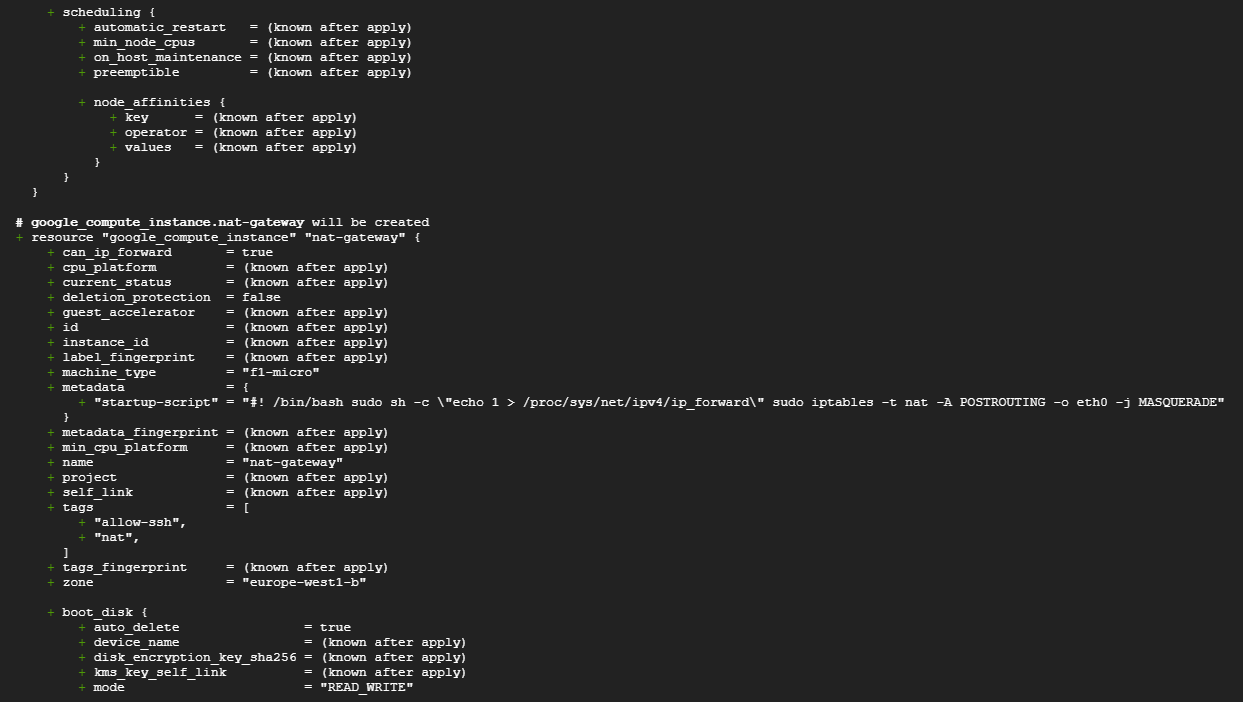 + scheduling {
+ automatic_restart = (known after apply)
+ min_node_cpus = (known after apply)
+ on_host_maintenance = (known after apply)
+ preemptible = (known after apply)
+ node_affinities {
+ key = (known after apply)
+ operator = (known after apply)
+ values = (known after apply)
}
}
}
# google_compute_instance.nat-gateway will be created
+ resource "google_compute_instance" "nat-gateway" {
+ can_ip_forward = true
+ cpu_platform = (known after apply)
+ current_status = (known after apply)
+ deletion_protection = false
+ guest_accelerator = (known after apply)
+ id = (known after apply)
+ instance_id = (known after apply)
+ label_fingerprint = (known after apply)
+ machine_type = "f1-micro"
+ metadata = {
+ "startup-script" = "#! /bin/bash sudo sh -c \"echo 1 > /proc/sys/net/ipv4/ip_forward\" sudo iptables -t nat -A POSTROUTING -o eth0 -j MASQUERADE"
}
+ metadata_fingerprint = (known after apply)
+ min_cpu_platform = (known after apply)
+ name = "nat-gateway"
+ project = (known after apply)
+ self_link = (known after apply)
+ tags = [
+ "allow-ssh",
+ "nat",
]
+ tags_fingerprint = (known after apply)
+ zone = "europe-west1-b"
+ boot_disk {
+ auto_delete = true
+ device_name = (known after apply)
+ disk_encryption_key_sha256 = (known after apply)
+ kms_key_self_link = (known after apply)
+ mode = "READ_WRITE"